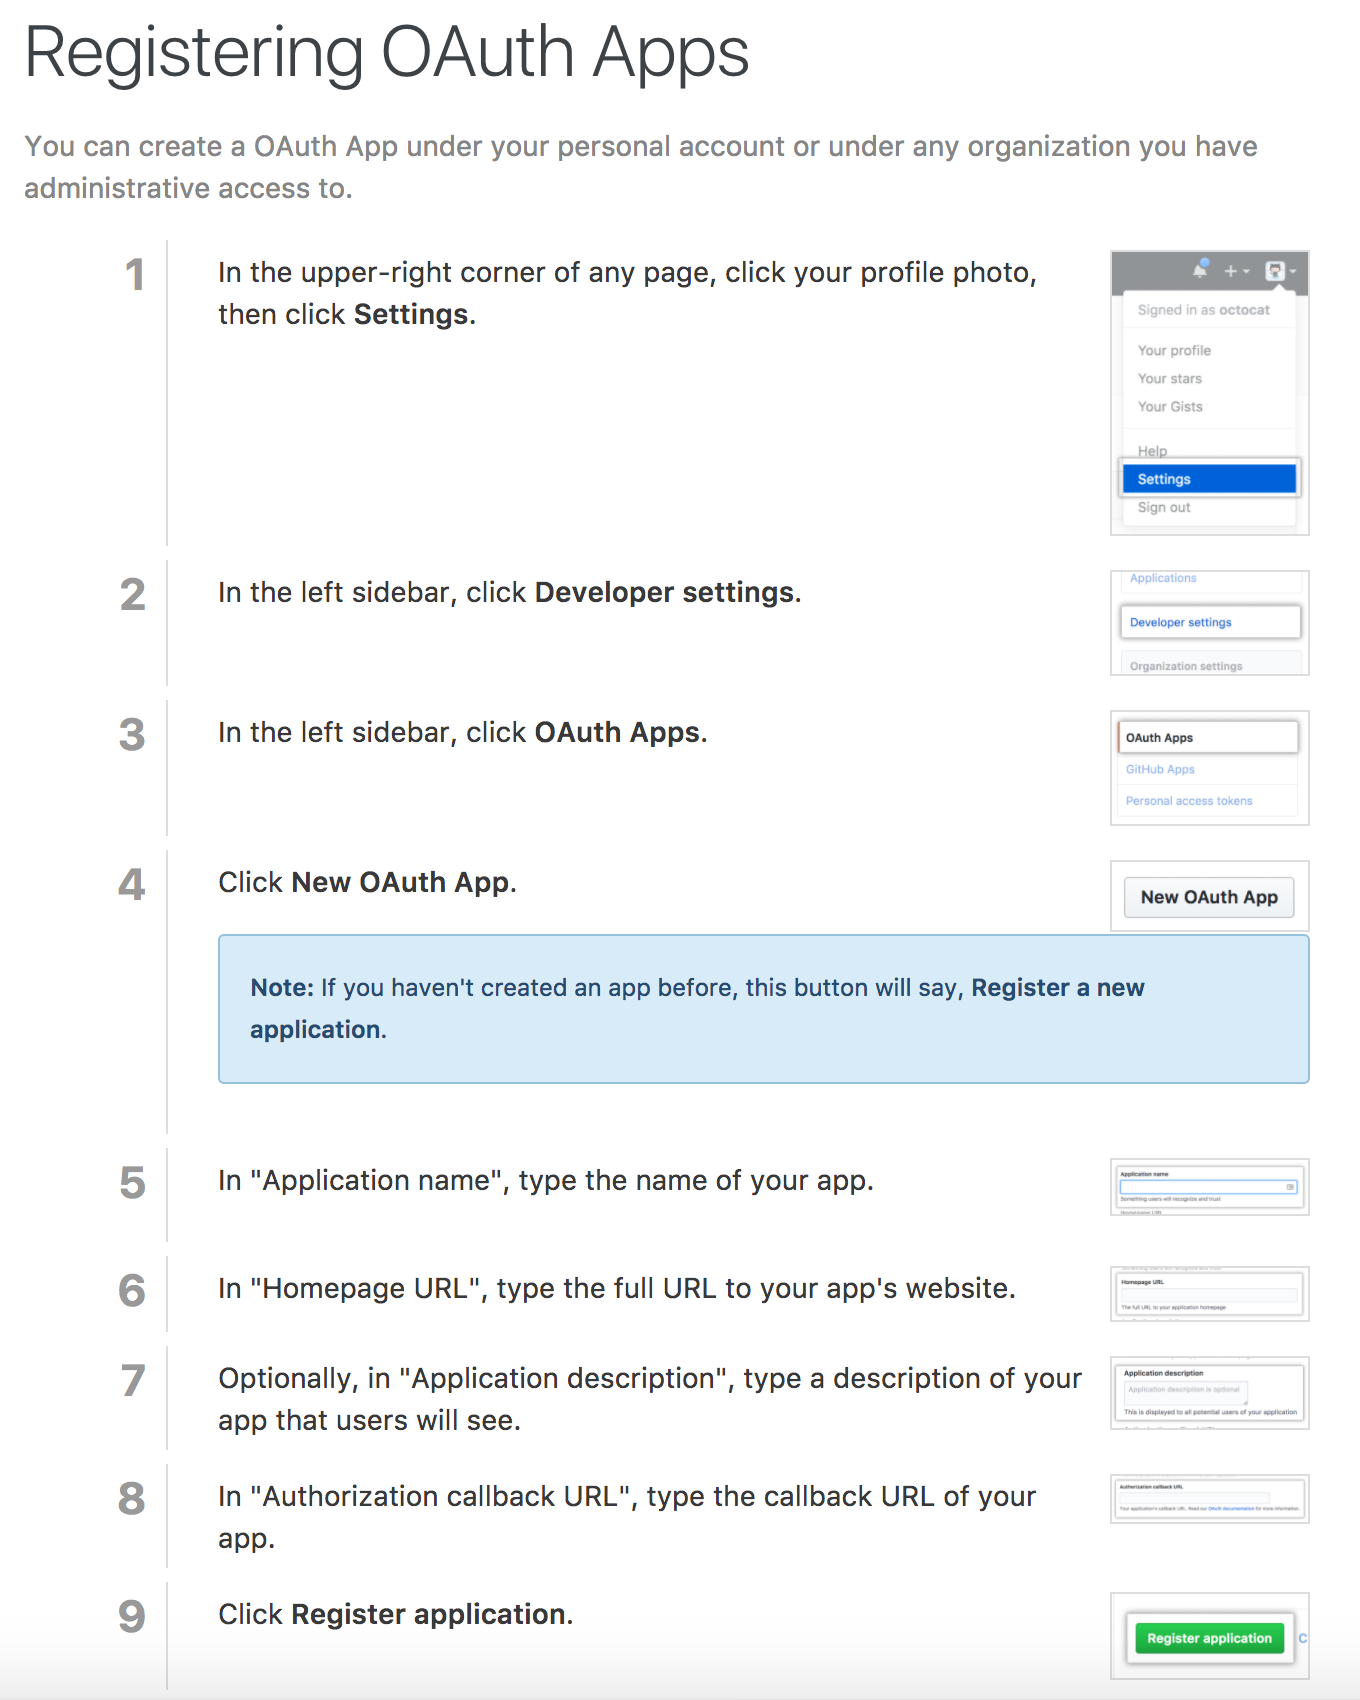 Registering OAuth Apps
You can create a OAuth App under your personal account or under any organization you have
administrative access to.
1
In the upper-right corner of any page, click your profile photo,
then click Settings.
Signed in as octocat
Your profile
Your stars
Your Gists
Help
Settings
Sign out
2
In the left sidebar, click Developer settings.
Applications
Developer settings
Organization settings
3
In the left sidebar, click OAuth Apps.
OAuth Apps
GitHub Apps
Personal access tokens
4
Click New OAuth App.
New OAuth App
Note: If you haven't created an app before, this button will say, Register a new
application.
5
In "Application name", type the name of your app.
Application name
Something users will recognize and trust
Homepage URL
6
In "Homepage URL", type the full URL to your app's website.
Homepage URL
The full URL to your application homepage
7
Optionally, in "Application description", type a description of your
app that users will see.
Application description
Application description is optional
This is displayed to all potential users of your application
8
In "Authorization callback URL", type the callback URL of your
app.
Authorization callback URL
Your application's callback URL. Read our OAuth documentation for more information.
9
Click Register application.
Register application
C